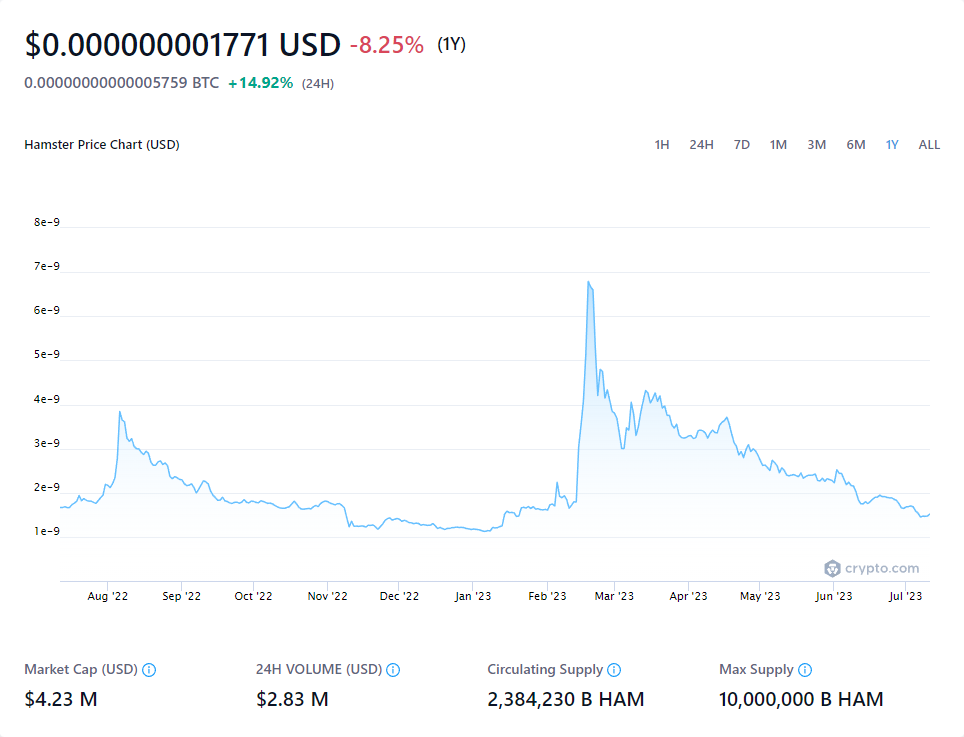 $0.000000001771 USD -8.25% (1Y)
0.00000000000005759 BTC +14.92% (24H)
Hamster Price Chart (USD) 1H 24H 7D 1M 3M 6M 1Y ALL
8e-9
7e-9
6e-9
5e-9
4e-9
3e-9
2e-9
1e-9
crypto.com
Aug '22 Sep '22 Oct '22 Nov '22 Dec '22 Jan '23 Feb '23 Mar '23 Apr '23 May '23 Jun '23 Jul '23
Market Cap (USD) 24H VOLUME (USD) Circulating Supply Max Supply
$4.23 M $2.83 M 2,384,230 B HAM 10,000,000 B HAM